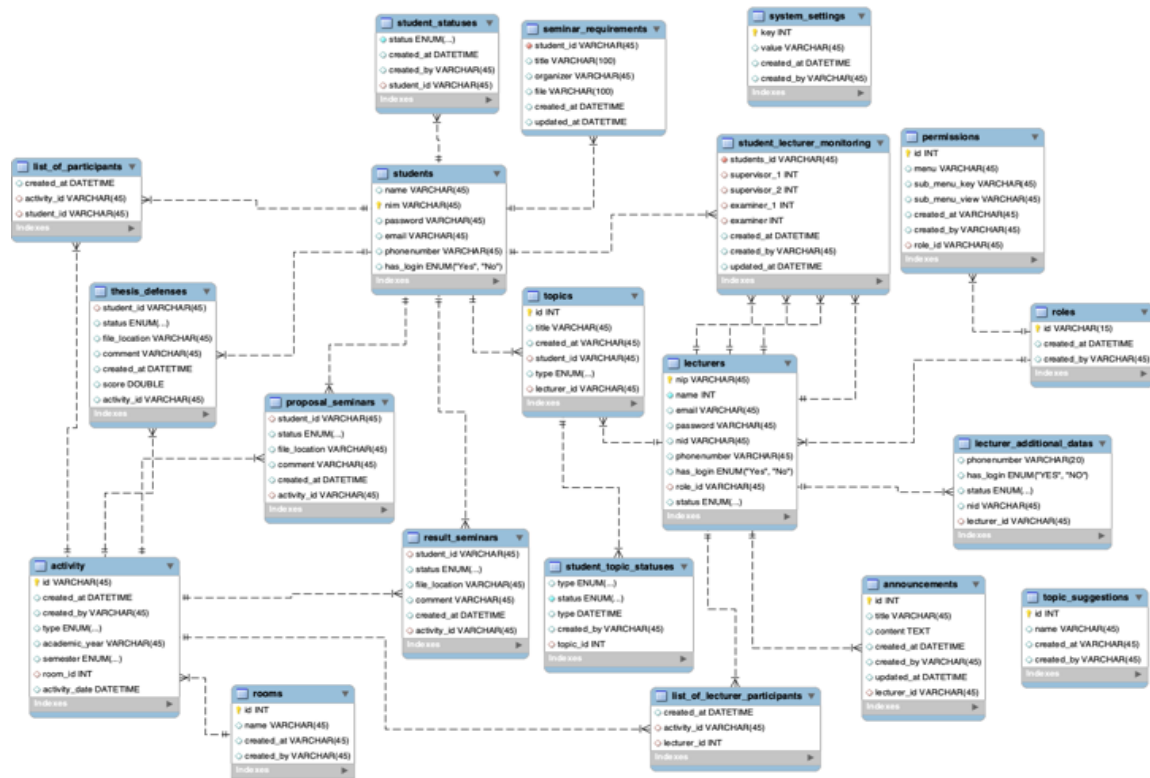 student_statuses
status ENUM(...)
created_at DATETIME
created_by VARCHAR(45)
student_id VARCHAR(45)
Indexes
seminar_requirements
student_id VARCHAR(45)
title VARCHAR(100)
organizer VARCHAR(45)
file VARCHAR(100)
created_at DATETIME
updated_at DATETIME
Indexes
system_settings
key INT
value VARCHAR(45)
created_at DATETIME
created_by VARCHAR(45)
Indexes
list_of_participants
created_at DATETIME
activity_id VARCHAR(45)
student_id VARCHAR(45)
Indexes
students
name VARCHAR(45)
nim VARCHAR(45)
password VARCHAR(45)
email VARCHAR(45)
phonenumber VARCHAR(45)
has_login ENUM("Yes", "No")
Indexes
student_lecturer_monitoring
students_id VARCHAR(45)
supervisor_1 INT
supervisor_2 INT
examiner_1 INT
examiner INT
created_at DATETIME
created_by VARCHAR(45)
updated_at DATETIME
Indexes
permissions
id INT
menu VARCHAR(45)
sub_menu_key VARCHAR(45)
sub_menu_view VARCHAR(45)
created_at VARCHAR(45)
created_by VARCHAR(45)
role_id VARCHAR(45)
Indexes
thesis_defenses
student_id VARCHAR(45)
status ENUM(...)
file_location VARCHAR(45)
comment VARCHAR(45)
created_at DATETIME
score DOUBLE
activity_id VARCHAR(45)
Indexes
topics
id INT
title VARCHAR(45)
created_at VARCHAR(45)
student_id VARCHAR(45)
type ENUM(...)
lecturer_id VARCHAR(45)
Indexes
roles
id VARCHAR(15)
created_at DATETIME
created_by VARCHAR(45)
Indexes
lecturers
nip VARCHAR(45)
name INT
email VARCHAR(45)
password VARCHAR(45)
nid VARCHAR(45)
phonenumber VARCHAR(45)
has_login ENUM("Yes", "No")
role_id VARCHAR(45)
status ENUM(...)
Indexes
proposal_seminars
student_id VARCHAR(45)
status ENUM(...)
file_location VARCHAR(45)
comment VARCHAR(45)
created_at DATETIME
activity_id VARCHAR(45)
Indexes
lecturer_additional_datas
phonenumber VARCHAR(20)
has_login ENUM("YES", "NO")
status ENUM(...)
nid VARCHAR(45)
lecturer_id VARCHAR(45)
Indexes
result_seminars
student_id VARCHAR(45)
status ENUM(...)
file_location VARCHAR(45)
comment VARCHAR(45)
created_at DATETIME
activity_id VARCHAR(45)
Indexes
activity
id VARCHAR(45)
created_at DATETIME
created_by VARCHAR(45)
type ENUM(...)
academic_year VARCHAR(45)
semester ENUM(...)
room_id INT
activity_date DATETIME
Indexes
student_topic_statuses
type ENUM(...)
status ENUM(...)
type DATETIME
created_by VARCHAR(45)
topic_id INT
Indexes
announcements
id INT
title VARCHAR(45)
content TEXT
created_at DATETIME
created_by VARCHAR(45)
updated_at DATETIME
lecturer_id VARCHAR(45)
Indexes
topic_suggestions
id INT
name VARCHAR(45)
created_at VARCHAR(45)
created_by VARCHAR(45)
Indexes
rooms
id INT
name VARCHAR(45)
created_at VARCHAR(45)
created_by VARCHAR(45)
Indexes
list_of_lecturer_participants
created_at DATETIME
activity_id VARCHAR(45)
lecturer_id INT
Indexes